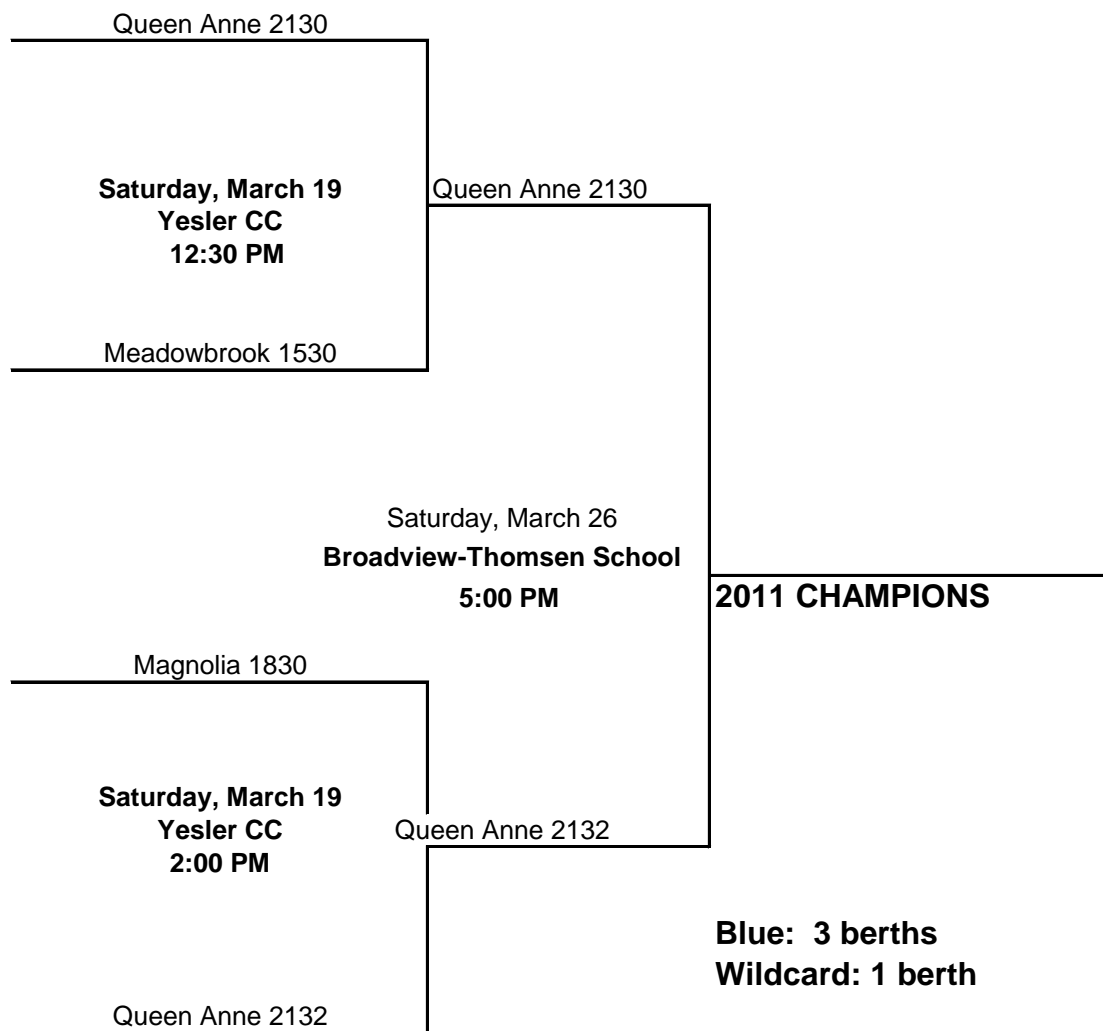 Queen Anne 2130
Saturday, March 19
Yesler CC
12:30 PM
Queen Anne 2130
Meadowbrook 1530
Saturday, March 26
Broadview-Thomsen School
5:00 PM
2011 CHAMPIONS
Magnolia 1830
Saturday, March 19
Yesler CC
2:00 PM
Queen Anne 2132
Blue:  3 berths
Wildcard: 1 berth
Queen Anne 2132